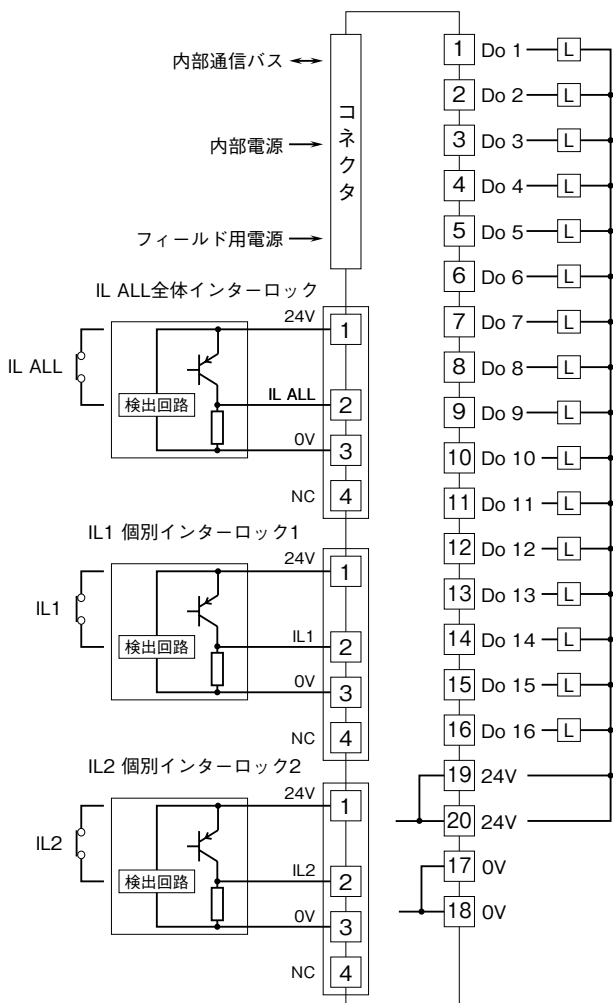 内部通信バス
内部電源
フィールド用電源
コネクタ
IL ALL全体インターロック
24V
1
IL ALL
検出回路
IL ALL
2
0V
3
NC
4
IL1 個別インターロック1
24V
1
IL1
検出回路
IL1
2
0V
3
NC
4
IL2 個別インターロック2
24V
1
IL2
検出回路
IL2
2
0V
3
NC
4
1 Do 1 L
2 Do 2 L
3 Do 3 L
4 Do 4 L
5 Do 5 L
6 Do 6 L
7 Do 7 L
8 Do 8 L
9 Do 9 L
10 Do 10 L
11 Do 11 L
12 Do 12 L
13 Do 13 L
14 Do 14 L
15 Do 15 L
16 Do 16 L
19 24V
20 24V
17 0V
18 0V